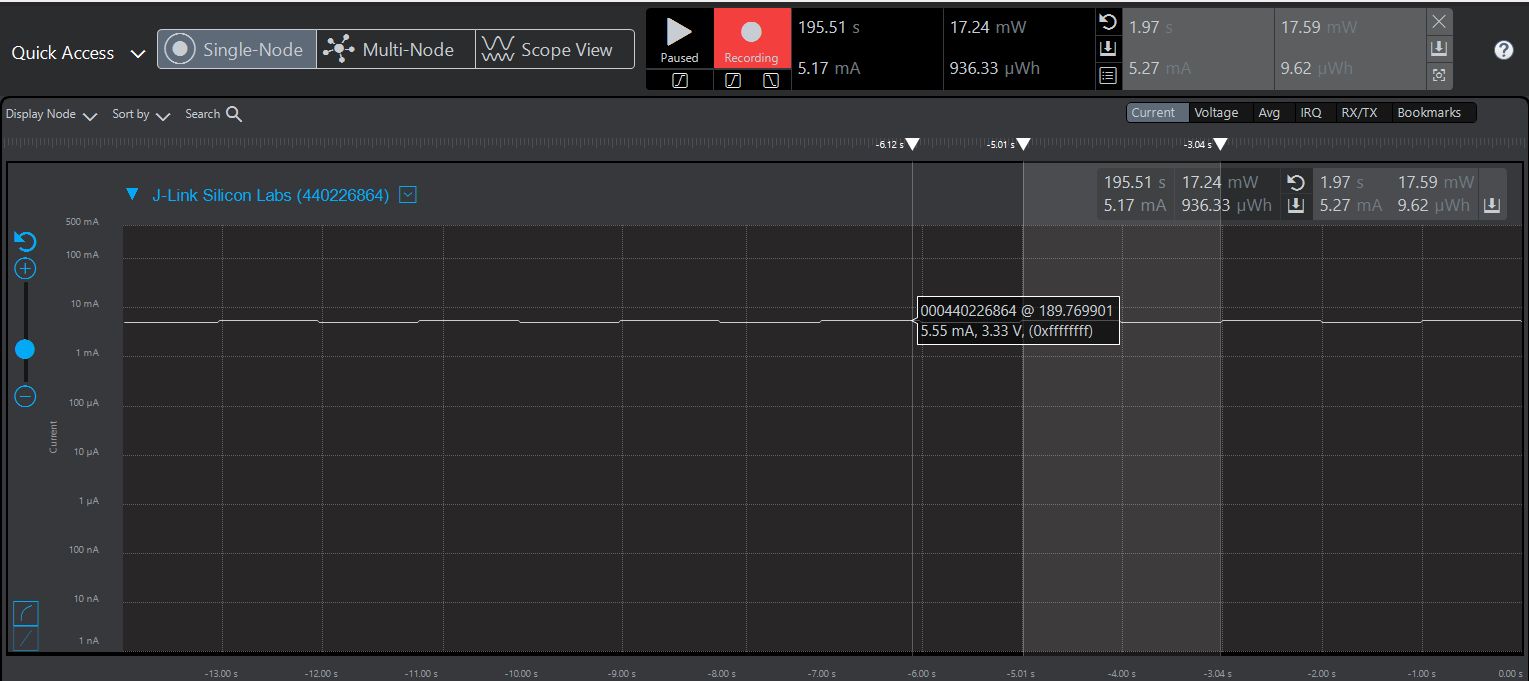 Quick Access Single-Node Multi-Node Scope View
Paused Recording
195.51 s 17.24 mW
5.17 mA 936.33 µWh
1.97 s 17.59 mW
5.27 mA 9.62 µWh
?
Display Node Sort by Search
Current Voltage Avg IRQ RX/TX Bookmarks
-6.12 s -5.01 s -3.04 s
J-Link Silicon Labs (440226864)
195.51 s 17.24 mW 1.97 s 17.59 mW
5.17 mA 936.33 µWh 5.27 mA 9.62 µWh
500 mA
100 mA
10 mA
1 mA
100 µA
10 µA
1 µA
100 nA
10 nA
1 nA
Current
000440226864 @ 189.769901
5.55 mA, 3.33 V, (0xffffffff)
-13.00 s -12.00 s -11.00 s -10.00 s -9.00 s -8.00 s -7.00 s -6.00 s -5.01 s -4.00 s -3.04 s -2.00 s -1.00 s 0.00 s